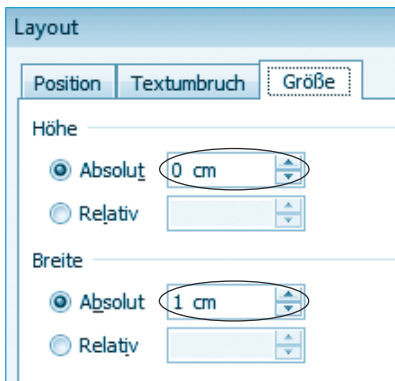 Layout
Position Textumbruch Größe
Höhe
Absolut 0 cm
Relativ
Breite
Absolut 1 cm
Relativ